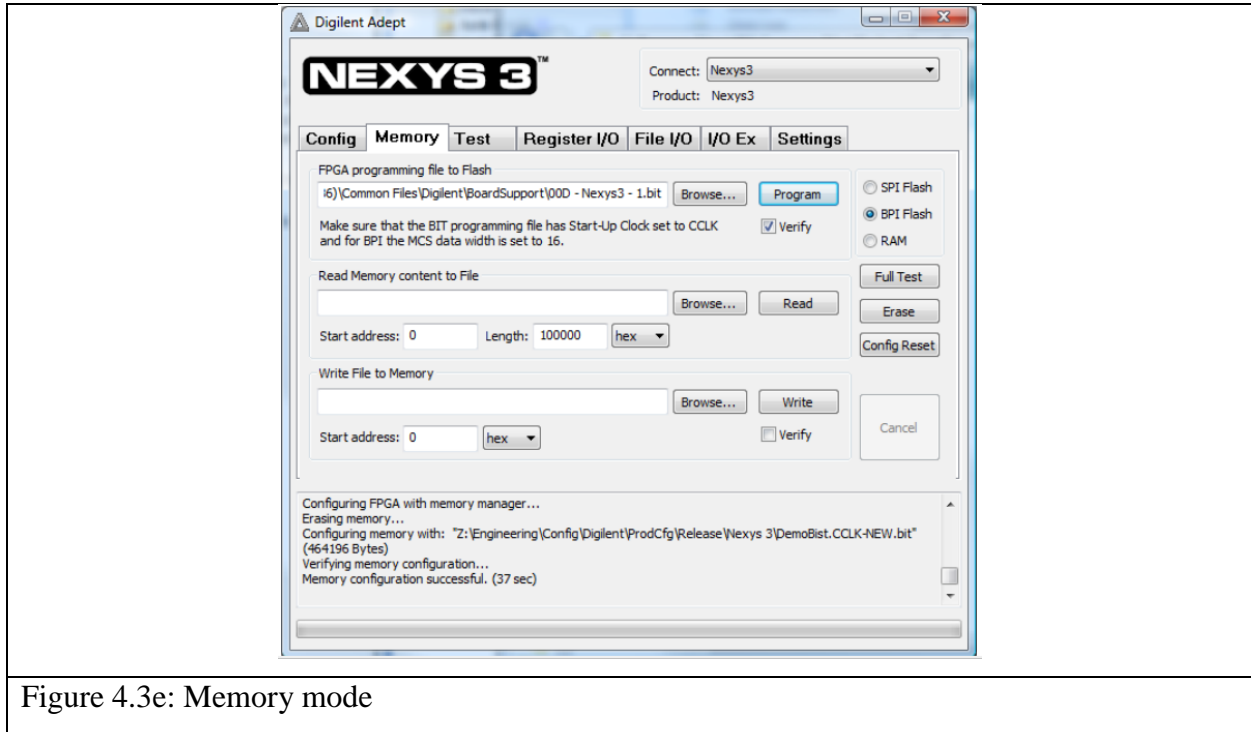 Digilent Adept
NEXYS 3™
Connect: Nexys3
Product: Nexys3
Config Memory Test Register I/O File I/O I/O Ex Settings
FPGA programming file to Flash
36)\Common Files\Digilent\BoardSupport\00D - Nexys3 - 1.bit Browse... Program
Make sure that the BIT programming file has Start-Up Clock set to CCLK
and for BPI the MCS data width is set to 16.
Verify
SPI Flash
BPI Flash
RAM
Read Memory content to File
Browse... Read
Start address: 0 Length: 100000 hex
Full Test
Erase
Config Reset
Write File to Memory
Browse... Write
Start address: 0 hex
Verify
Cancel
Configuring FPGA with memory manager...
Erasing memory...
Configuring memory with: "Z:\Engineering\Config\Digilent\ProdCfg\Release\Nexys 3\DemoBist.CCLK-NEW.bit"
(464196 Bytes)
Verifying memory configuration...
Memory configuration successful. (37 sec)
Figure 4.3e: Memory mode